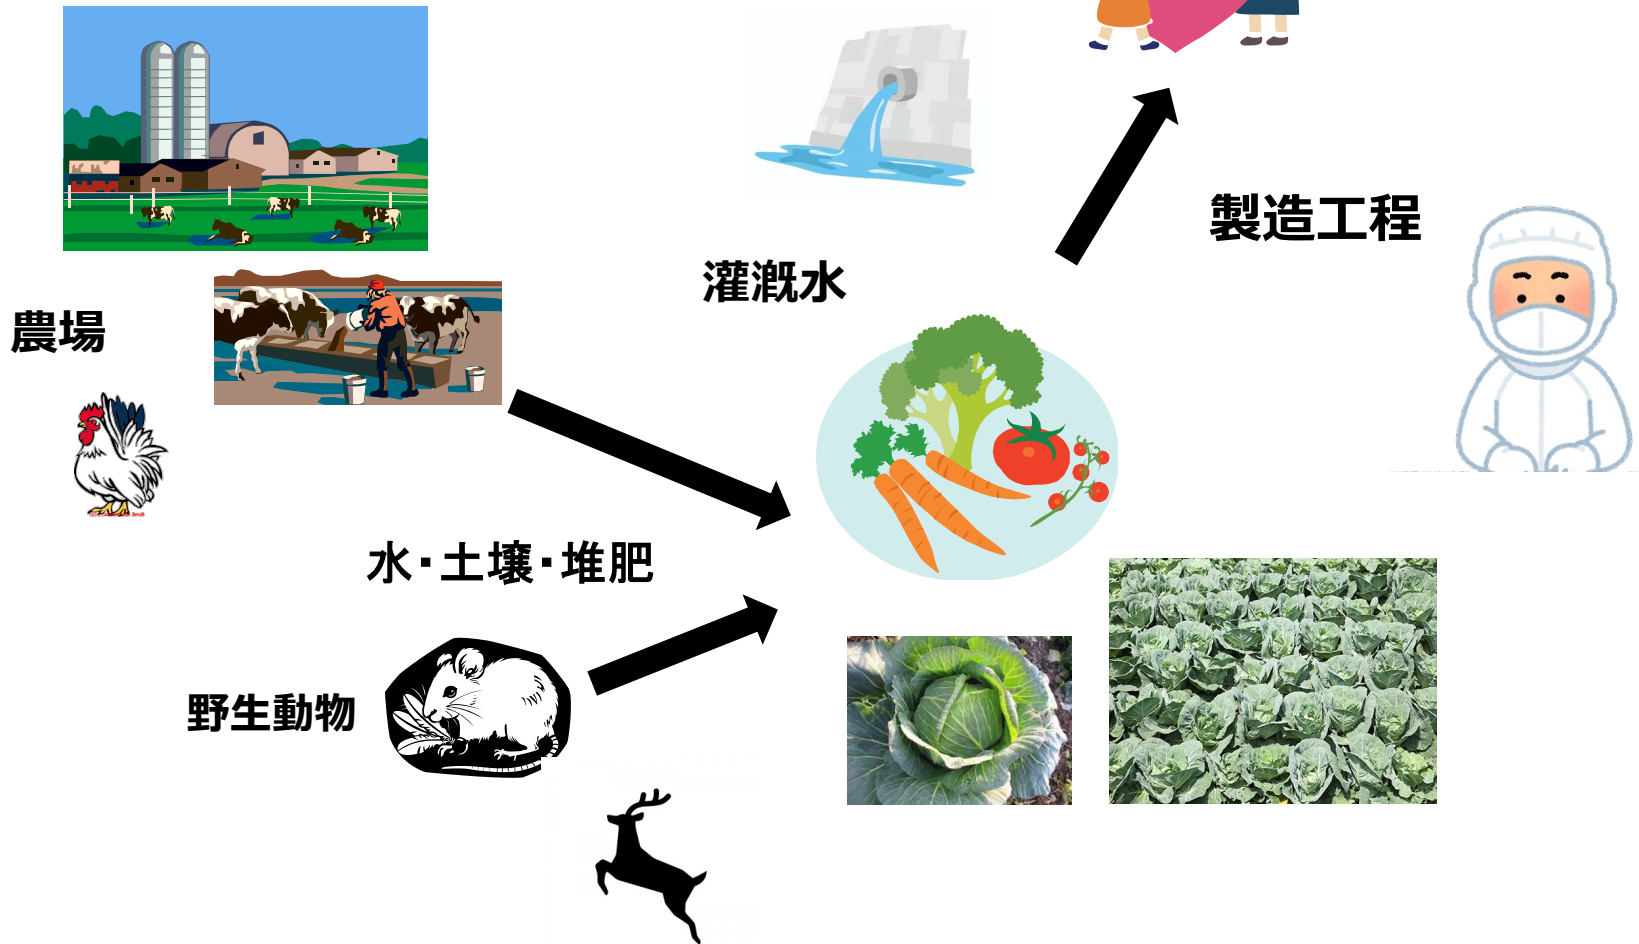 製造工程
灌漑水
農場
水・土壌・堆肥
野生動物